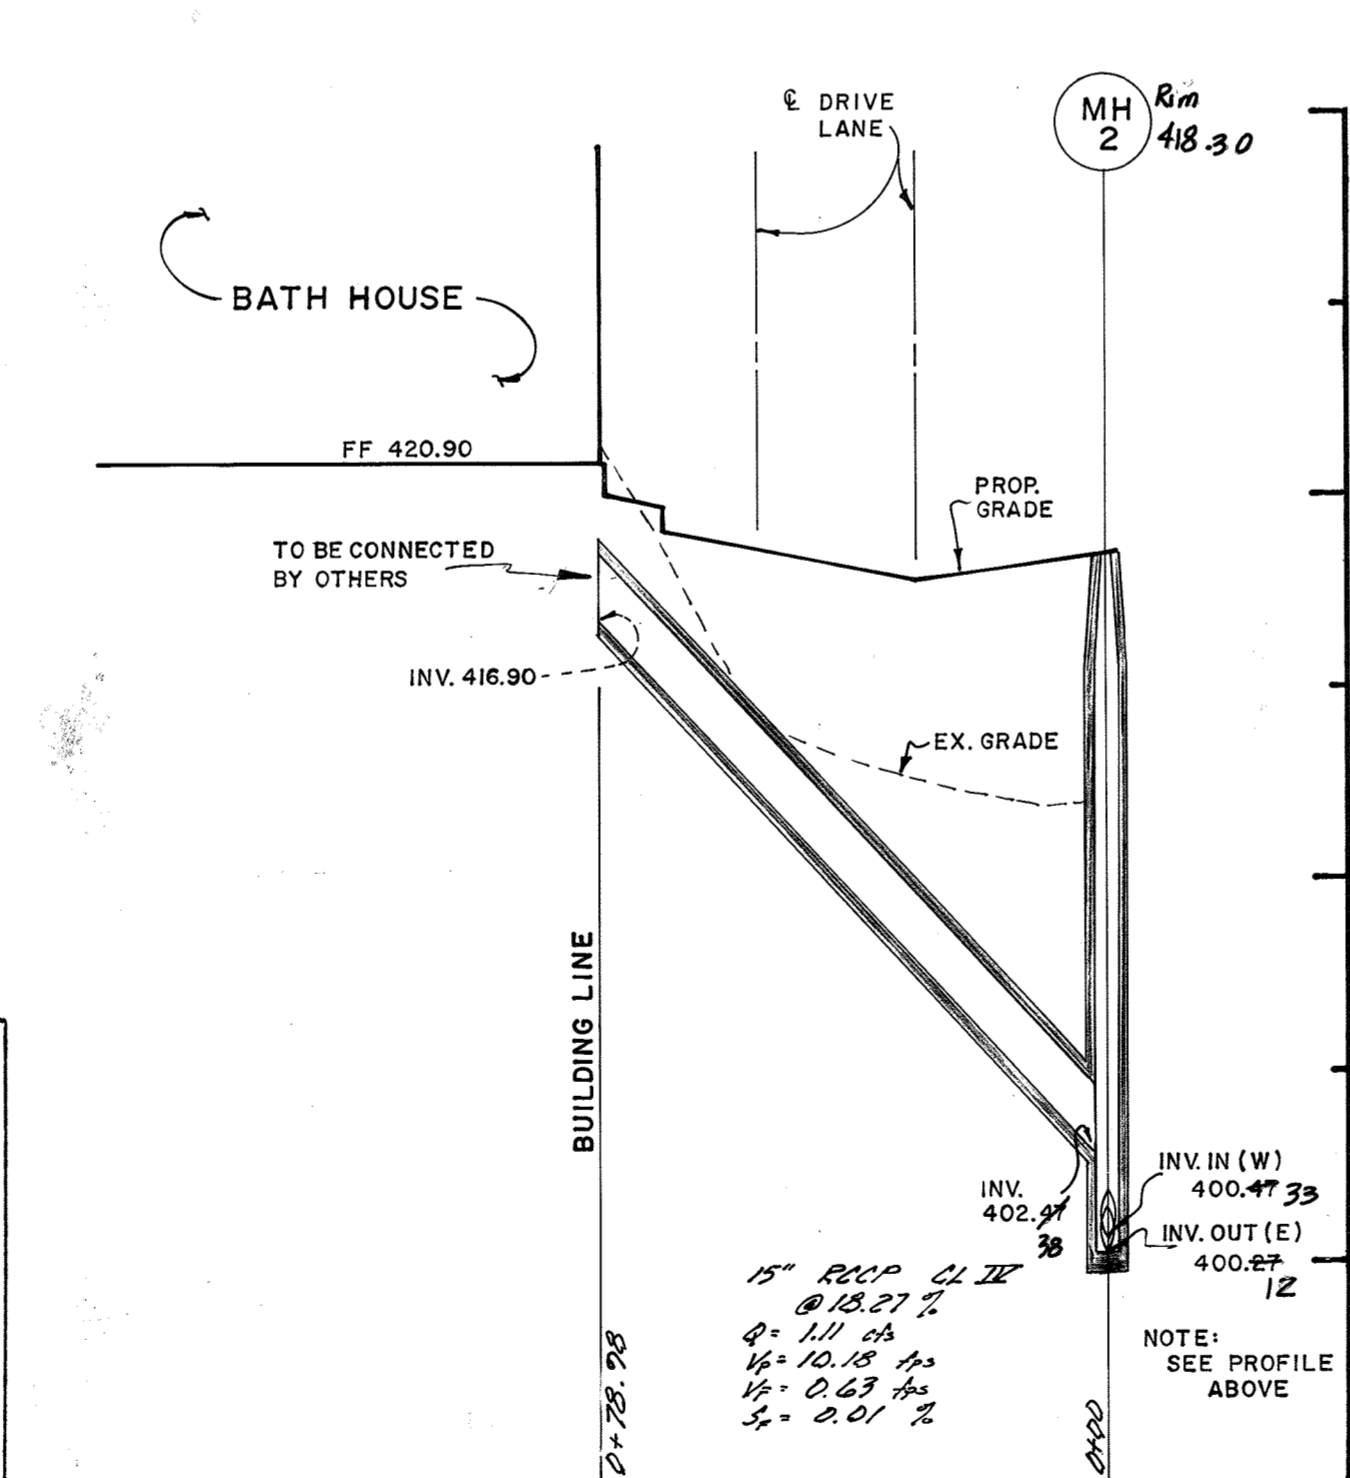 ℄ DRIVE
LANE
MH
2
Rim
418.30
BATH HOUSE
FF 420.90
PROP.
GRADE
TO BE CONNECTED
BY OTHERS
INV. 416.90
EX. GRADE
BUILDING LINE
INV. IN (W)
400.47 33
INV.
402.47
38
INV. OUT (E)
400.27
12
15" RCCP CL IV
@ 18.27 %
Q = 1.11 cfs
Vp = 10.18 fps
VF = 0.63 fps
SF = 0.01 %
NOTE:
SEE PROFILE
ABOVE
0+78.98
0+00